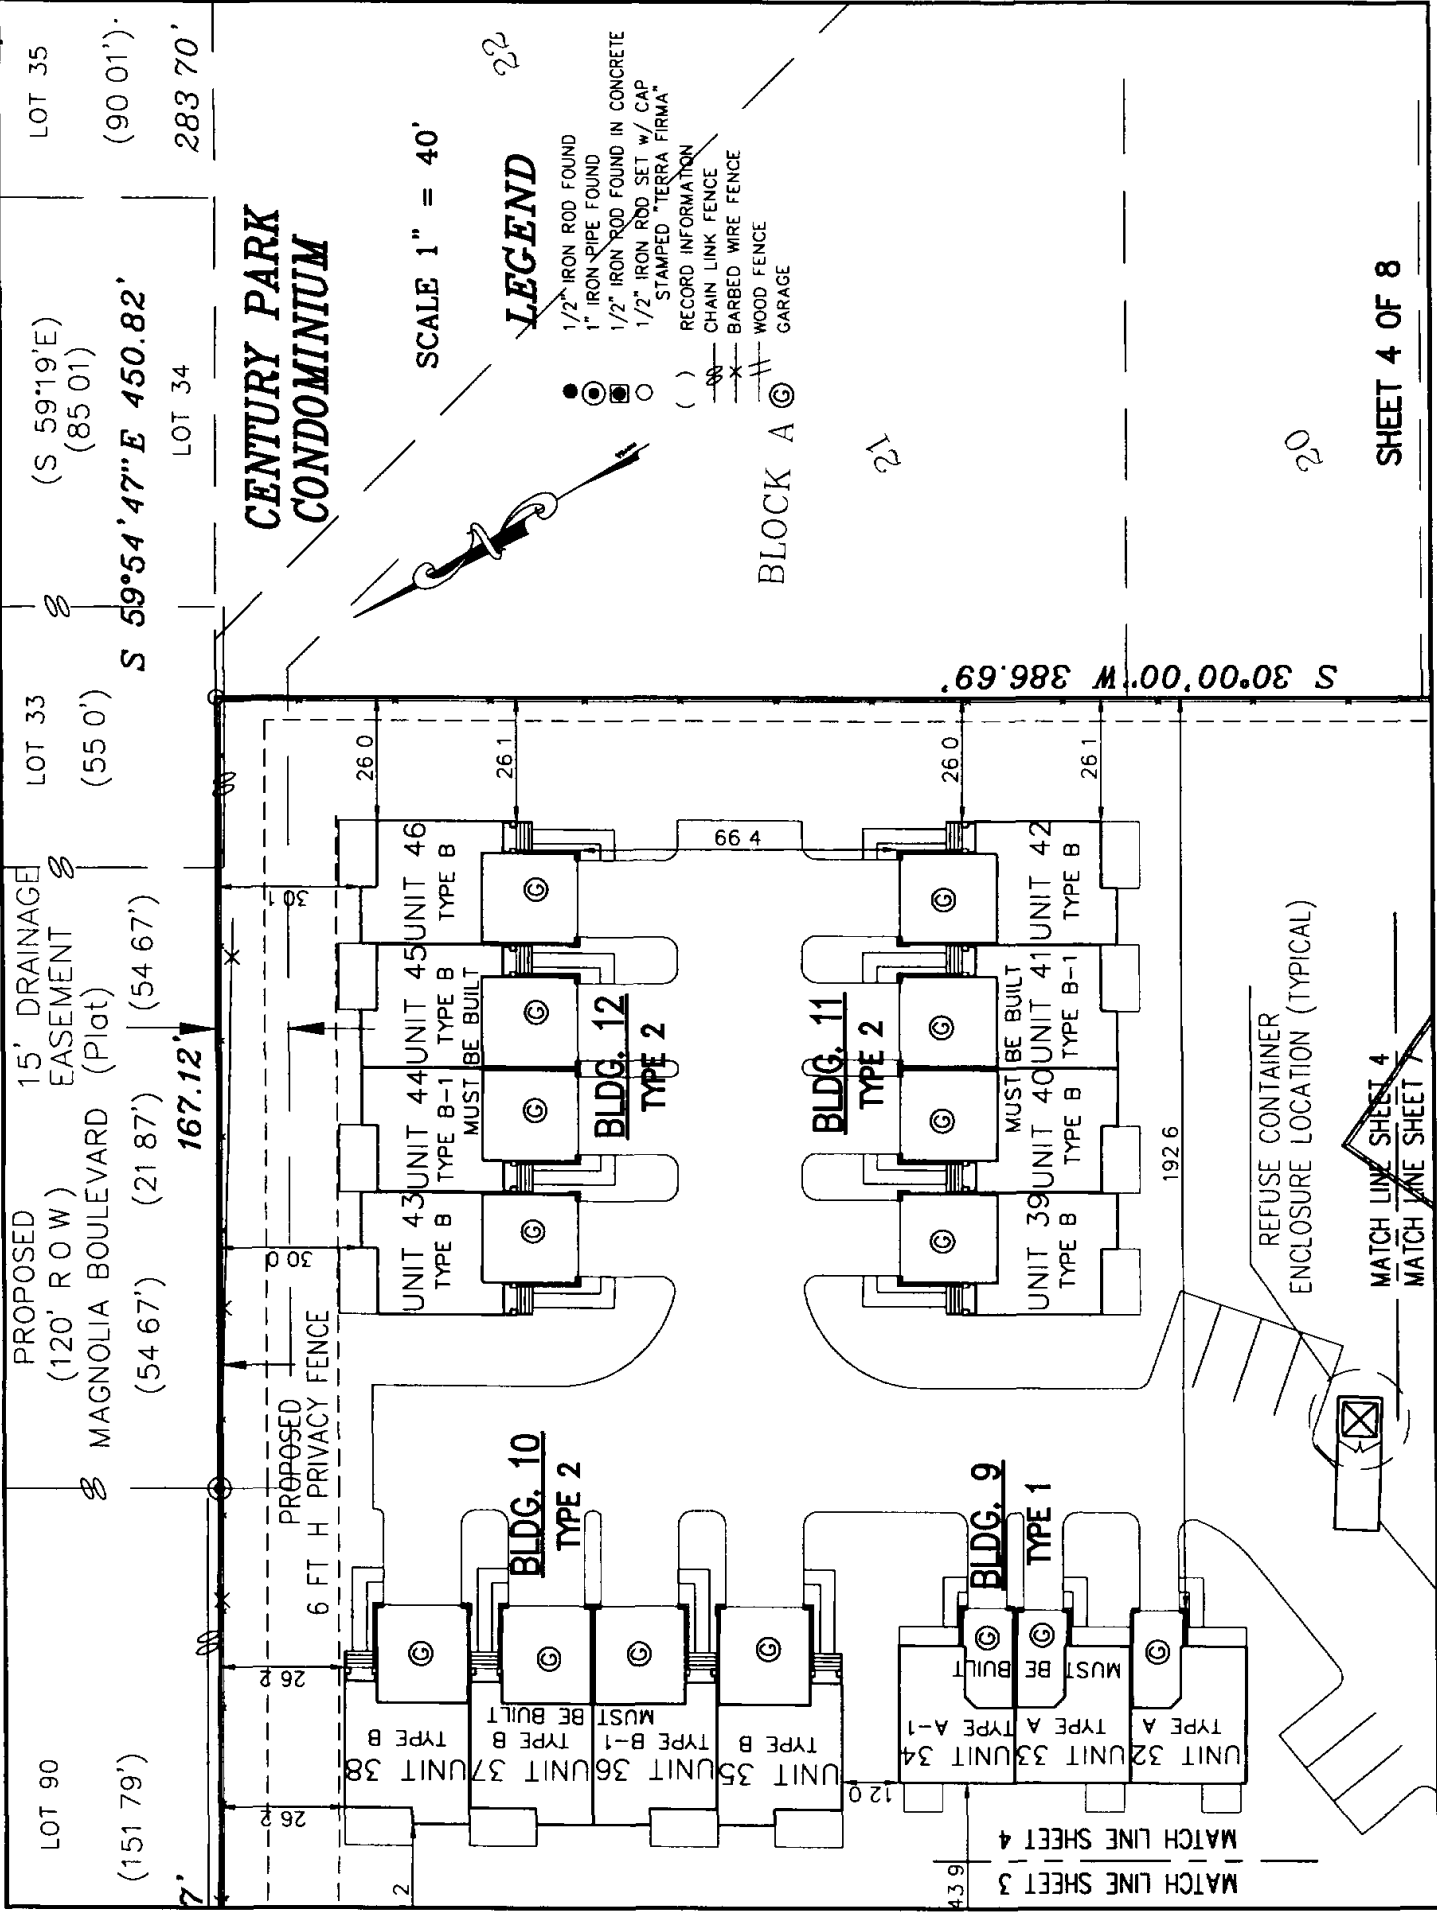 LOT 90
(151 79')
7'
PROPOSED
(120' R O W)
MAGNOLIA BOULEVARD
(54 67')
(21 87')
(54 67')
15' DRAINAGE
EASEMENT
(Plat)
167.12'
LOT 33
(55 0')
S 59°54'47" E 450.82'
(S 59°19'E)
(85 01)
LOT 34
LOT 35
(90 01')
283 70'
CENTURY PARK
CONDOMINIUM
SCALE 1" = 40'
LEGEND
1/2" IRON ROD FOUND
1" IRON PIPE FOUND
1/2" IRON ROD FOUND IN CONCRETE
1/2" IRON ROD SET w/ CAP
STAMPED "TERRA FIRMA"
( ) RECORD INFORMATION
CHAIN LINK FENCE
BARBED WIRE FENCE
WOOD FENCE
G GARAGE
22
BLOCK A
21
20
SHEET 4 OF 8
S 30°00'00" W 386.69'
PROPOSED
6 FT H PRIVACY FENCE
26 2
26 2
30 0
30 1
26 0
26 1
UNIT 43
TYPE B
UNIT 44
TYPE B-1
UNIT 45
TYPE B
MUST BE BUILT
UNIT 46
TYPE B
G
G
G
G
BLDG. 12
TYPE 2
66 4
26 0
26 1
BLDG. 11
TYPE 2
G
G
G
G
UNIT 39
TYPE B
UNIT 40
TYPE B
UNIT 41
TYPE B-1
MUST BE BUILT
UNIT 42
TYPE B
192 6
BLDG. 10
TYPE 2
G
G
G
G
UNIT 38
TYPE B
UNIT 37
TYPE B
UNIT 36
TYPE B-1
MUST BE BUILT
UNIT 35
TYPE B
2
12 0
BLDG. 9
TYPE 1
G
G
G
UNIT 34
TYPE A-1
UNIT 33
TYPE A
MUST BE BUILT
UNIT 32
TYPE A
43 9
MATCH LINE SHEET 4
MATCH LINE SHEET 3
REFUSE CONTAINER
ENCLOSURE LOCATION (TYPICAL)
MATCH LINE SHEET 4
MATCH LINE SHEET 7